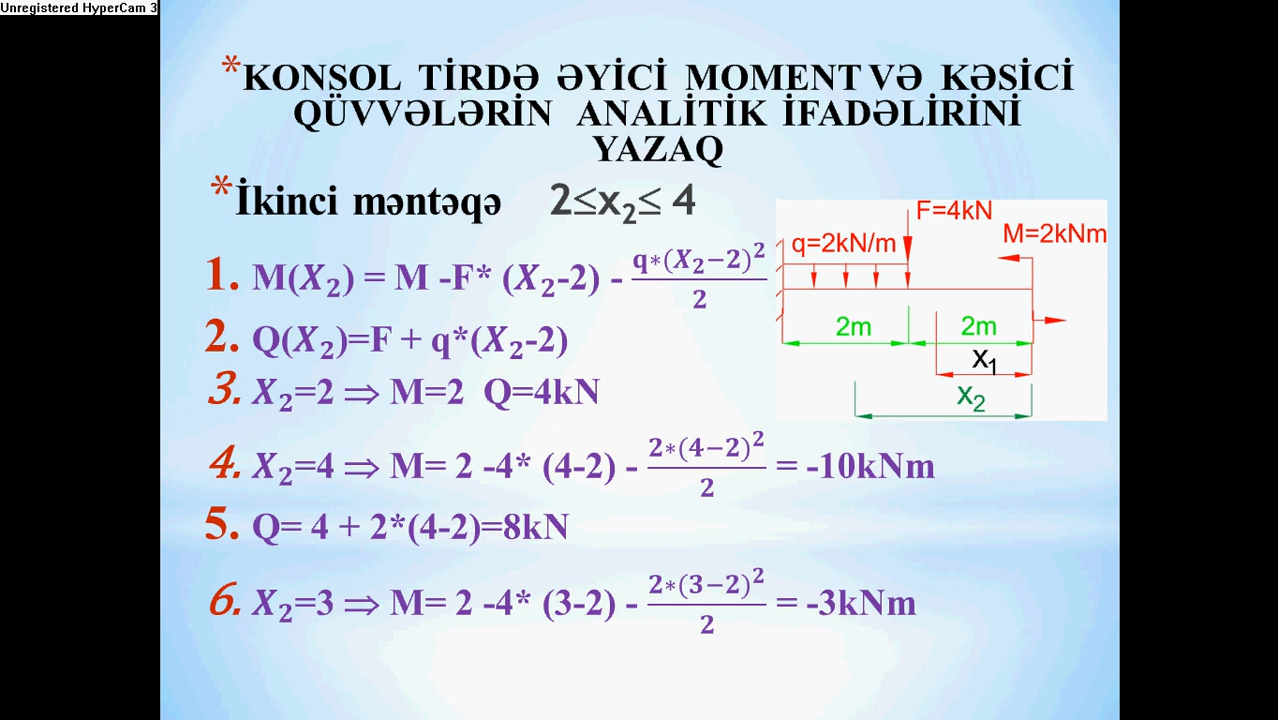 Unregistered HyperCam 3
*KONSOL TİRDƏ ƏYİCİ MOMENT VƏ KƏSİCİ
QÜVVƏLƏRİN ANALİTİK İFADƏLİRİNİ
YAZAQ
*İkinci məntəqə 2≤x₂≤ 4
F=4kN
M=2kNm
q=2kN/m
1. M(X₂) = M -F* (X₂-2) - q*(X₂-2)²/2
2m 2m
2. Q(X₂)=F + q*(X₂-2)
x₁
3. X₂=2 ⇒ M=2 Q=4kN
x₂
4. X₂=4 ⇒ M= 2 -4* (4-2) - 2*(4-2)²/2 = -10kNm
5. Q= 4 + 2*(4-2)=8kN
6. X₂=3 ⇒ M= 2 -4* (3-2) - 2*(3-2)²/2 = -3kNm